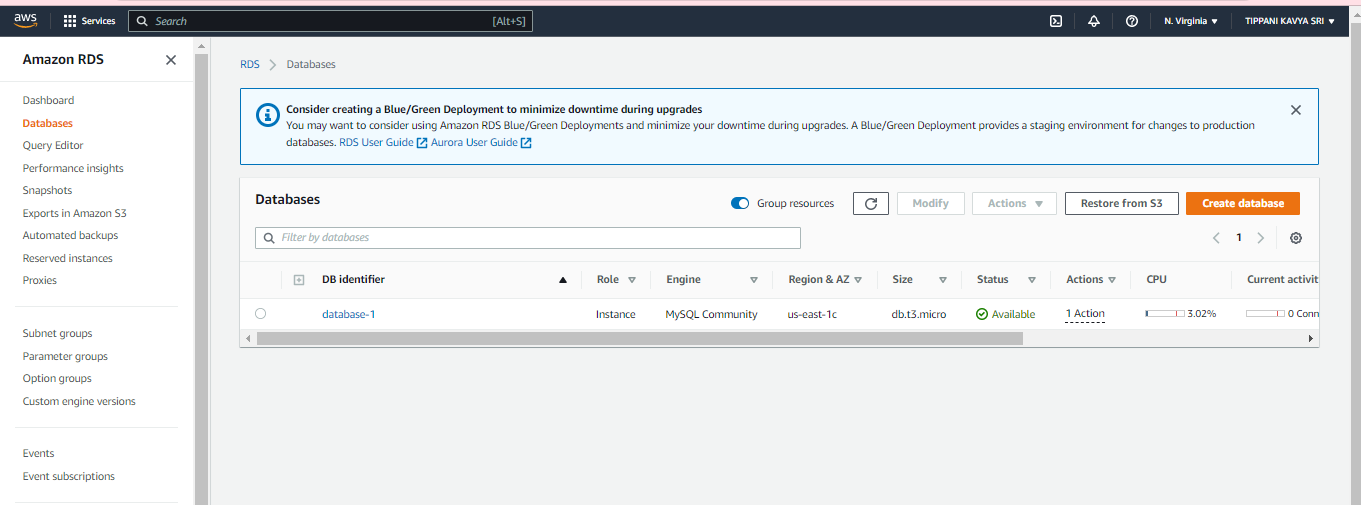 aws
Services
Search
[Alt+S]
N. Virginia
TIPPANI KAVYA SRI
Amazon RDS
Dashboard
Databases
Query Editor
Performance insights
Snapshots
Exports in Amazon S3
Automated backups
Reserved instances
Proxies
Subnet groups
Parameter groups
Option groups
Custom engine versions
Events
Event subscriptions
RDS > Databases
Consider creating a Blue/Green Deployment to minimize downtime during upgrades
You may want to consider using Amazon RDS Blue/Green Deployments and minimize your downtime during upgrades. A Blue/Green Deployment provides a staging environment for changes to production
databases. RDS User Guide Aurora User Guide
Databases
Group resources
Modify
Actions
Restore from S3
Create database
Filter by databases
1
DB identifier Role Engine Region & AZ Size Status Actions CPU Current activit
database-1 Instance MySQL Community us-east-1c db.t3.micro Available 1 Action 3.02% 0 Conn